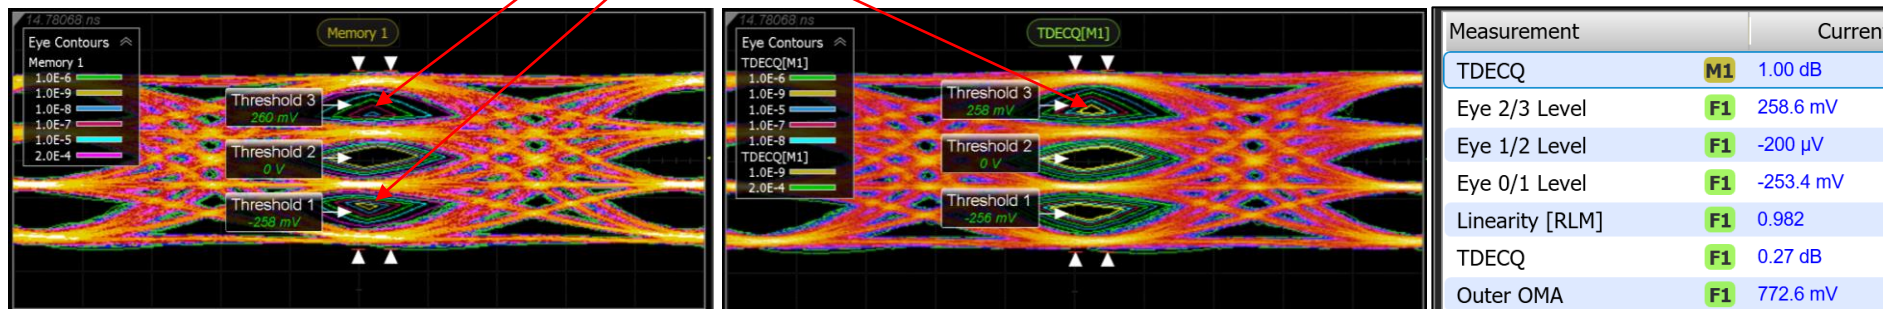 14.78068 ns
Eye Contours
Memory 1
1.0E-6
1.0E-9
1.0E-8
1.0E-7
1.0E-5
2.0E-4
Memory 1
Threshold 3
260 mV
Threshold 2
0 V
Threshold 1
-258 mV
14.78068 ns
Eye Contours
TDECQ[M1]
1.0E-6
1.0E-9
1.0E-5
1.0E-7
1.0E-8
TDECQ[M1]
1.0E-9
2.0E-4
TDECQ[M1]
Threshold 3
258 mV
Threshold 2
0 V
Threshold 1
-256 mV
Measurement Curren
TDECQ M1 1.00 dB
Eye 2/3 Level F1 258.6 mV
Eye 1/2 Level F1 -200 µV
Eye 0/1 Level F1 -253.4 mV
Linearity [RLM] F1 0.982
TDECQ F1 0.27 dB
Outer OMA F1 772.6 mV